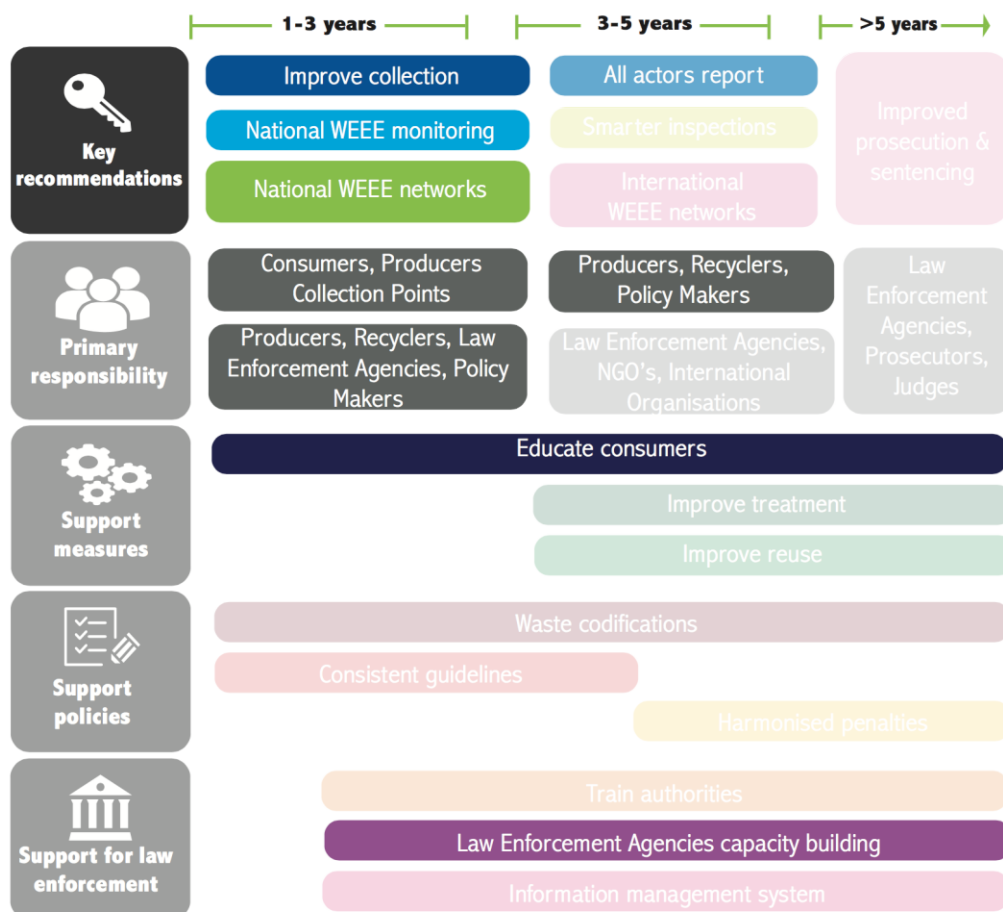 1-3 years
3-5 years
>5 years
Key
recommendations
Improve collection
National WEEE monitoring
National WEEE networks
All actors report
Smarter inspections
International
WEEE networks
Improved
prosecution &
sentencing
Primary
responsibility
Consumers, Producers
Collection Points
Producers, Recyclers, Law
Enforcement Agencies, Policy
Makers
Producers, Recyclers,
Policy Makers
Law Enforcement Agencies,
NGO's, International
Organisations
Law
Enforcement
Agencies,
Prosecutors,
Judges
Support
measures
Educate consumers
Improve treatment
Improve reuse
Support
policies
Waste codifications
Consistent guidelines
Harmonised penalties
Support for law
enforcement
Train authorities
Law Enforcement Agencies capacity building
Information management system